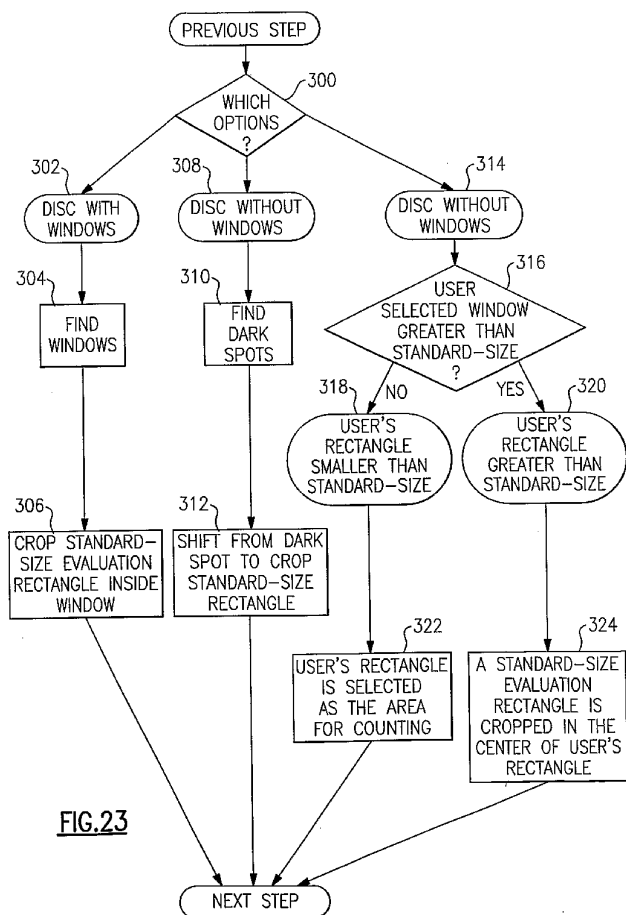 PREVIOUS STEP
300
WHICH
OPTIONS
?
302
DISC WITH
WINDOWS
308
DISC WITHOUT
WINDOWS
314
DISC WITHOUT
WINDOWS
304
FIND
WINDOWS
310
FIND
DARK
SPOTS
316
USER
SELECTED WINDOW
GREATER THAN
STANDARD-SIZE
?
NO
YES
318
USER'S
RECTANGLE
SMALLER THAN
STANDARD-SIZE
320
USER'S
RECTANGLE
GREATER THAN
STANDARD-SIZE
306
CROP STANDARD-
SIZE EVALUATION
RECTANGLE INSIDE
WINDOW
312
SHIFT FROM DARK
SPOT TO CROP
STANDARD-SIZE
RECTANGLE
322
USER'S RECTANGLE
IS SELECTED
AS THE AREA
FOR COUNTING
324
A STANDARD-SIZE
EVALUATION
RECTANGLE IS
CROPPED IN THE
CENTER OF USER'S
RECTANGLE
FIG.23
NEXT STEP